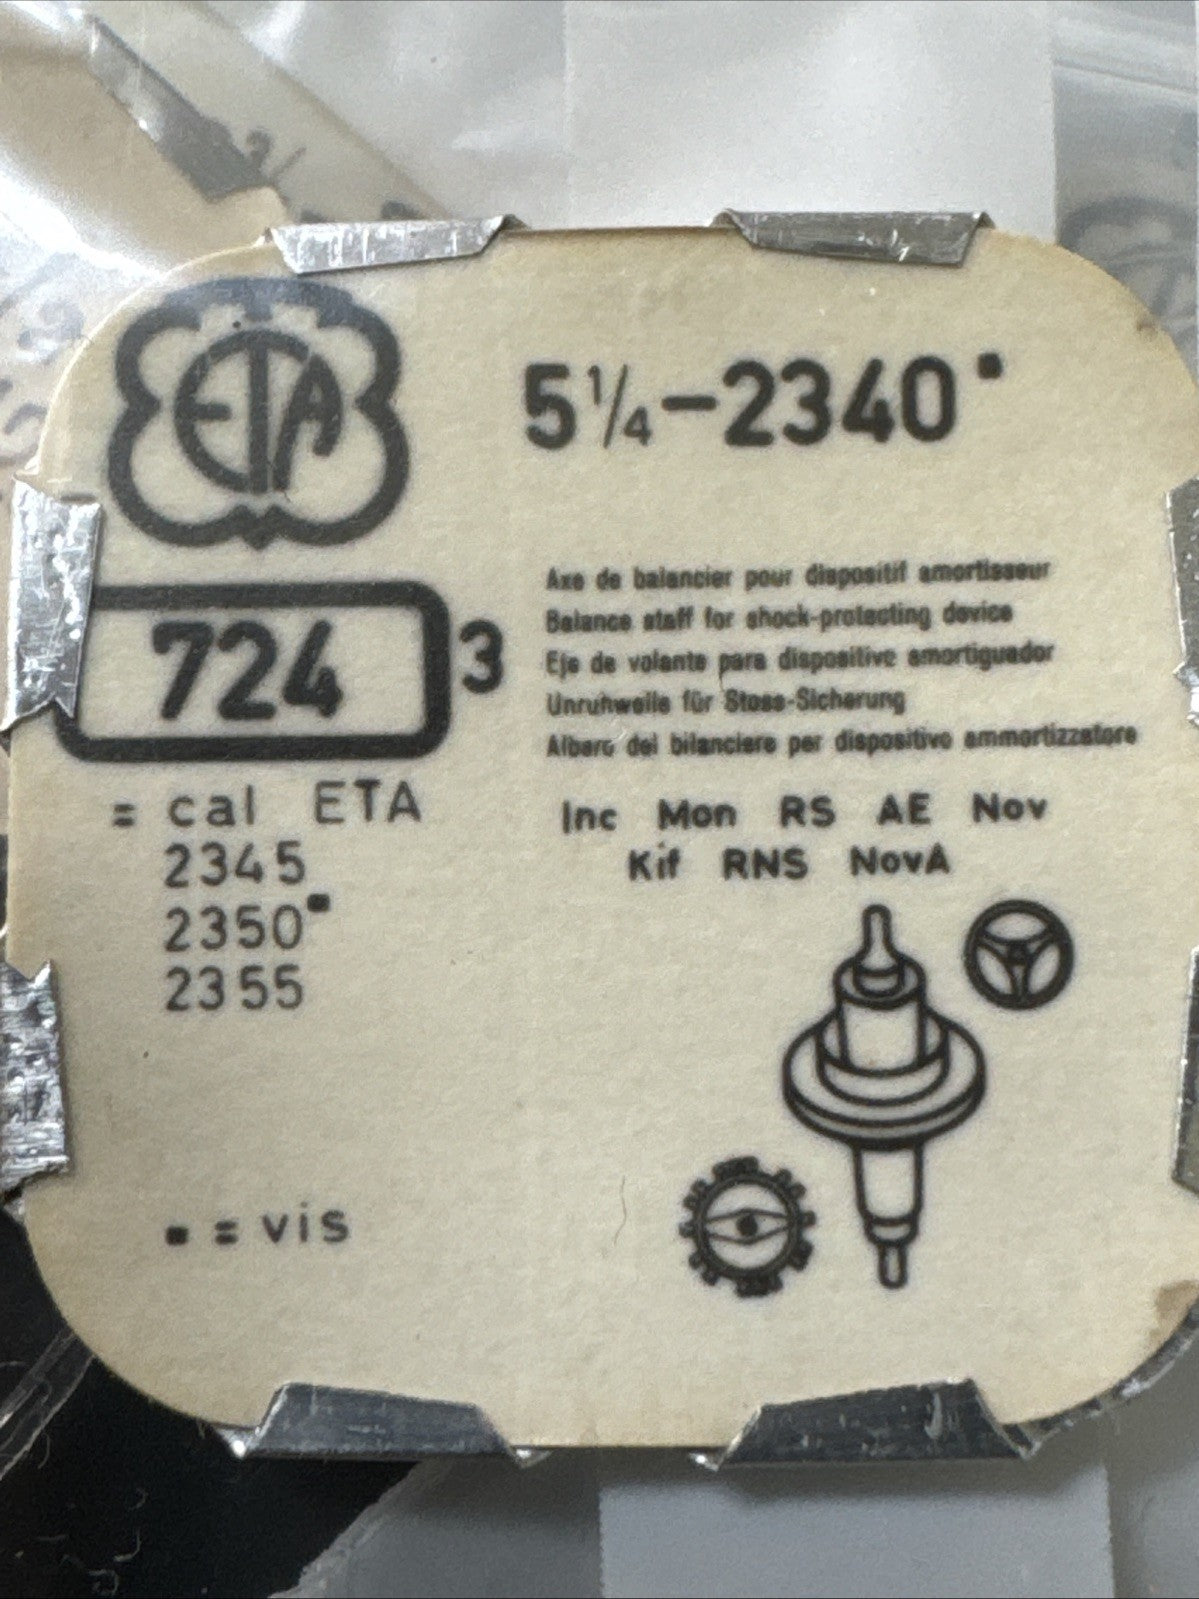 ETA
5 1/4-2340▪
724 3
Axe de balancier pour dispositif amortisseur
Balance staff for shock-protecting device
Eje de volante para dispositivo amortiguador
Unruhwelle für Stoss-Sicherung
Albero del bilanciere per dispositivo ammortizzatore
= cal ETA
2345
2350▪
2355
Inc Mon RS AE Nov
Kif RNS NovA
▪ = vis